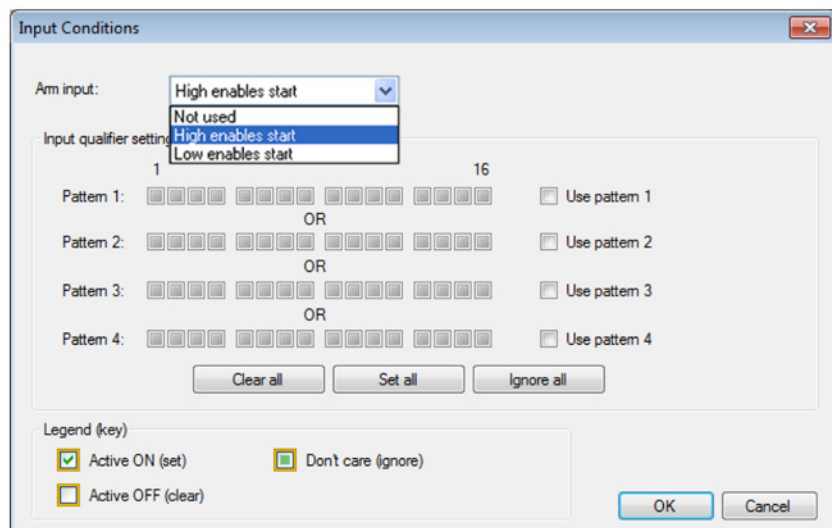 Input Conditions
Arm input:
High enables start
Not used
High enables start
Low enables start
Input qualifier setting
1 16
Pattern 1: Use pattern 1
OR
Pattern 2: Use pattern 2
OR
Pattern 3: Use pattern 3
OR
Pattern 4: Use pattern 4
Clear all Set all Ignore all
Legend (key)
Active ON (set) Don't care (ignore)
Active OFF (clear)
OK Cancel